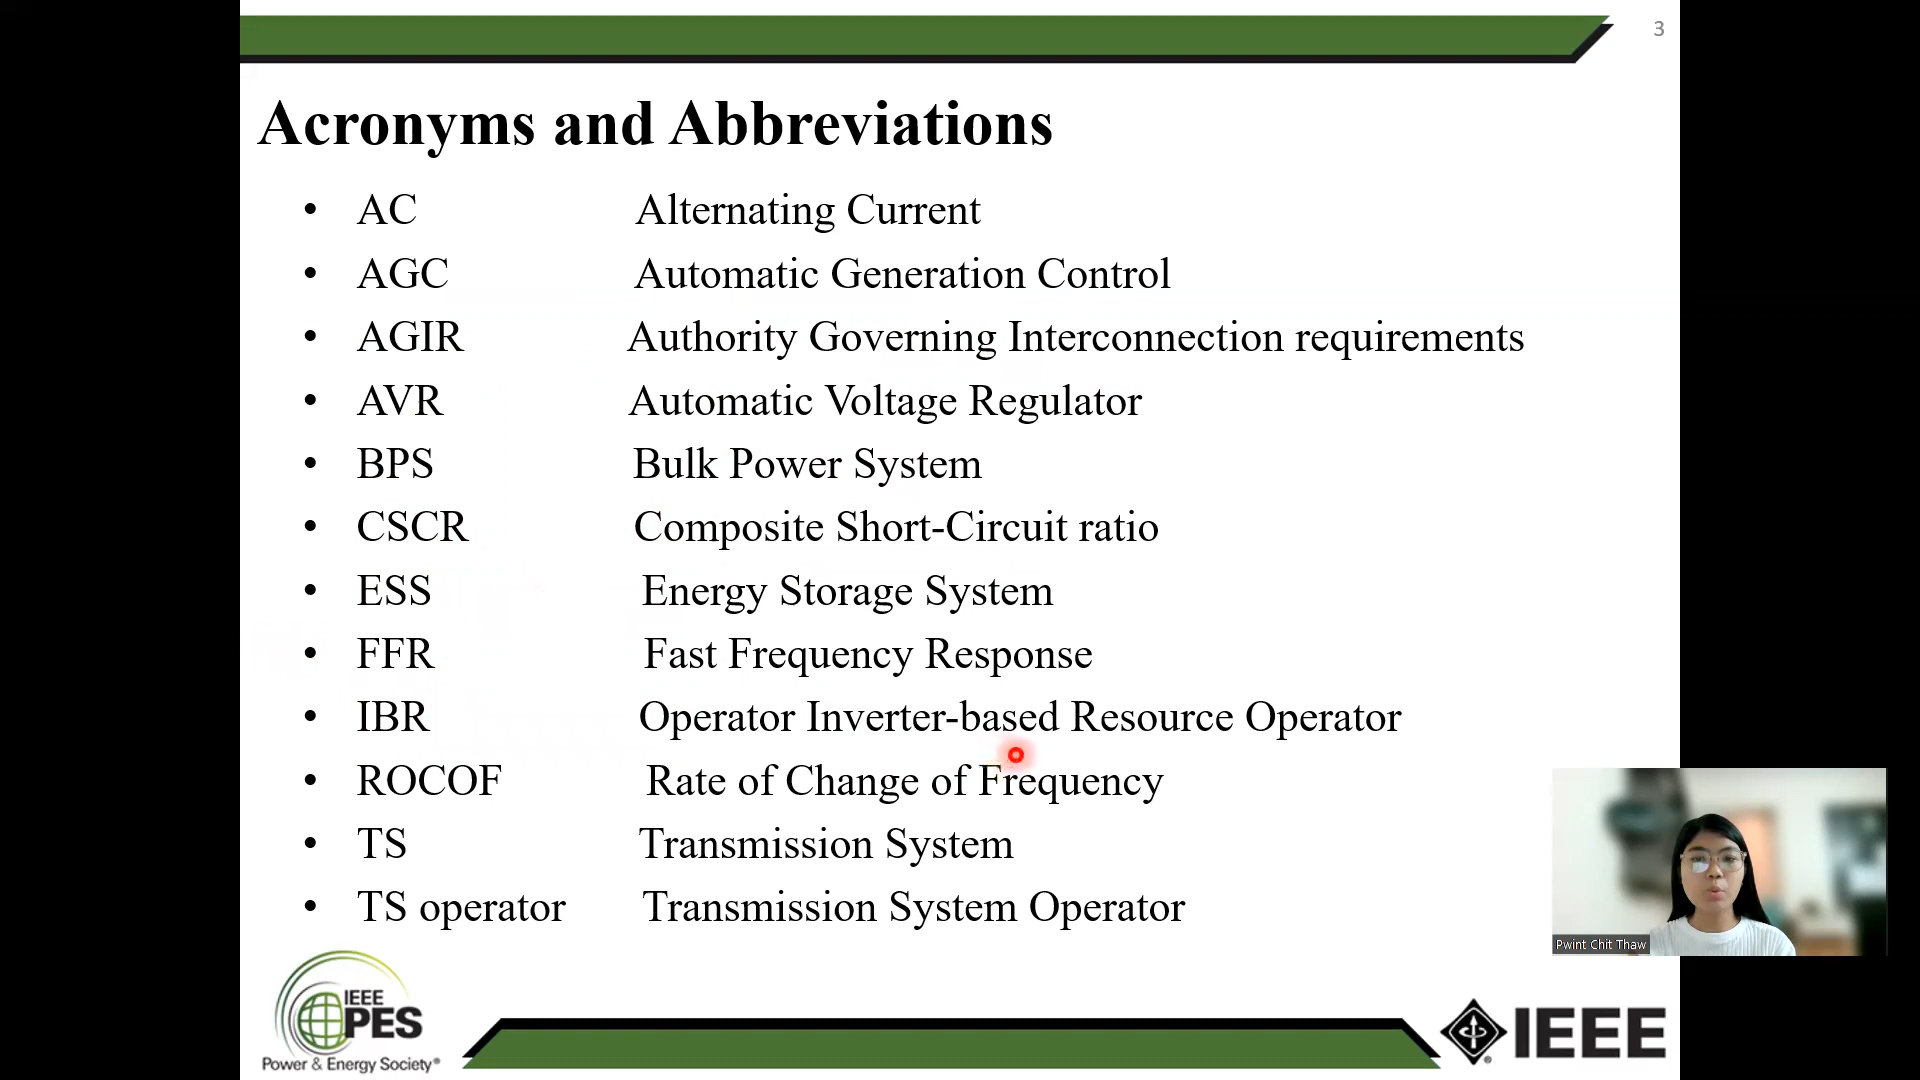 3
Acronyms and Abbreviations
• AC Alternating Current
• AGC Automatic Generation Control
• AGIR Authority Governing Interconnection requirements
• AVR Automatic Voltage Regulator
• BPS Bulk Power System
• CSCR Composite Short-Circuit ratio
• ESS Energy Storage System
• FFR Fast Frequency Response
• IBR Operator Inverter-based Resource Operator
• ROCOF Rate of Change of Frequency
• TS Transmission System
• TS operator Transmission System Operator
Pwint Chit Thaw
IEEE
PES
Power & Energy Society®
IEEE